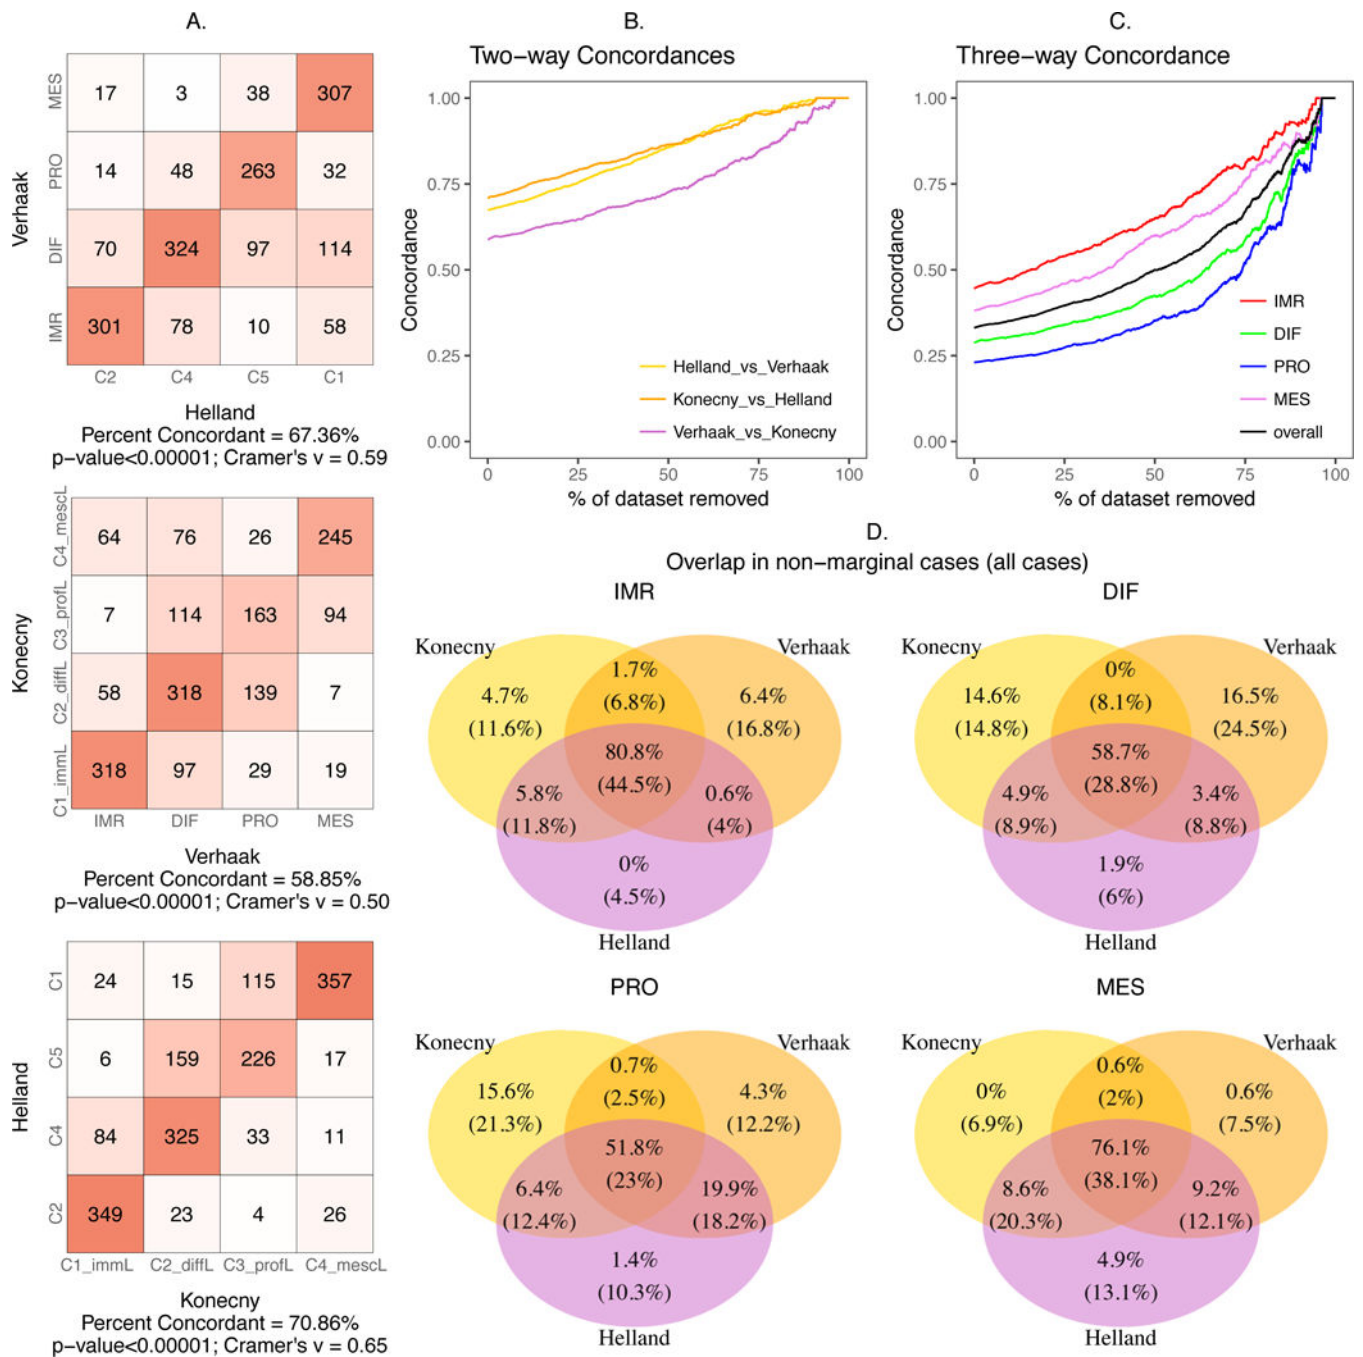 A.
Verhaak
MES
17 3 38 307
PRO
14 48 263 32
DIF
70 324 97 114
IMR
301 78 10 58
C2 C4 C5 C1
Helland
Percent Concordant = 67.36%
p−value<0.00001; Cramer's v = 0.59
Konecny
C4_mescL
64 76 26 245
C3_profL
7 114 163 94
C2_diffL
58 318 139 7
C1_immL
318 97 29 19
IMR DIF PRO MES
Verhaak
Percent Concordant = 58.85%
p−value<0.00001; Cramer's v = 0.50
Helland
C1
24 15 115 357
C5
6 159 226 17
C4
84 325 33 11
C2
349 23 4 26
C1_immL C2_diffL C3_profL C4_mescL
Konecny
Percent Concordant = 70.86%
p−value<0.00001; Cramer's v = 0.65
B.
Two−way Concordances
Concordance
1.00
0.75
0.50
0.25
0.00
Helland_vs_Verhaak
Konecny_vs_Helland
Verhaak_vs_Konecny
0 25 50 75 100
% of dataset removed
C.
Three−way Concordance
Concordance
1.00
0.75
0.50
0.25
0.00
IMR
DIF
PRO
MES
overall
0 25 50 75 100
% of dataset removed
D.
Overlap in non−marginal cases (all cases)
IMR
Konecny
Verhaak
1.7%
(6.8%)
4.7%
(11.6%)
6.4%
(16.8%)
80.8%
(44.5%)
5.8%
(11.8%)
0.6%
(4%)
0%
(4.5%)
Helland
DIF
Konecny
Verhaak
0%
(8.1%)
14.6%
(14.8%)
16.5%
(24.5%)
58.7%
(28.8%)
4.9%
(8.9%)
3.4%
(8.8%)
1.9%
(6%)
Helland
PRO
Konecny
Verhaak
0.7%
(2.5%)
15.6%
(21.3%)
4.3%
(12.2%)
51.8%
(23%)
6.4%
(12.4%)
19.9%
(18.2%)
1.4%
(10.3%)
Helland
MES
Konecny
Verhaak
0.6%
(2%)
0%
(6.9%)
0.6%
(7.5%)
76.1%
(38.1%)
8.6%
(20.3%)
9.2%
(12.1%)
4.9%
(13.1%)
Helland